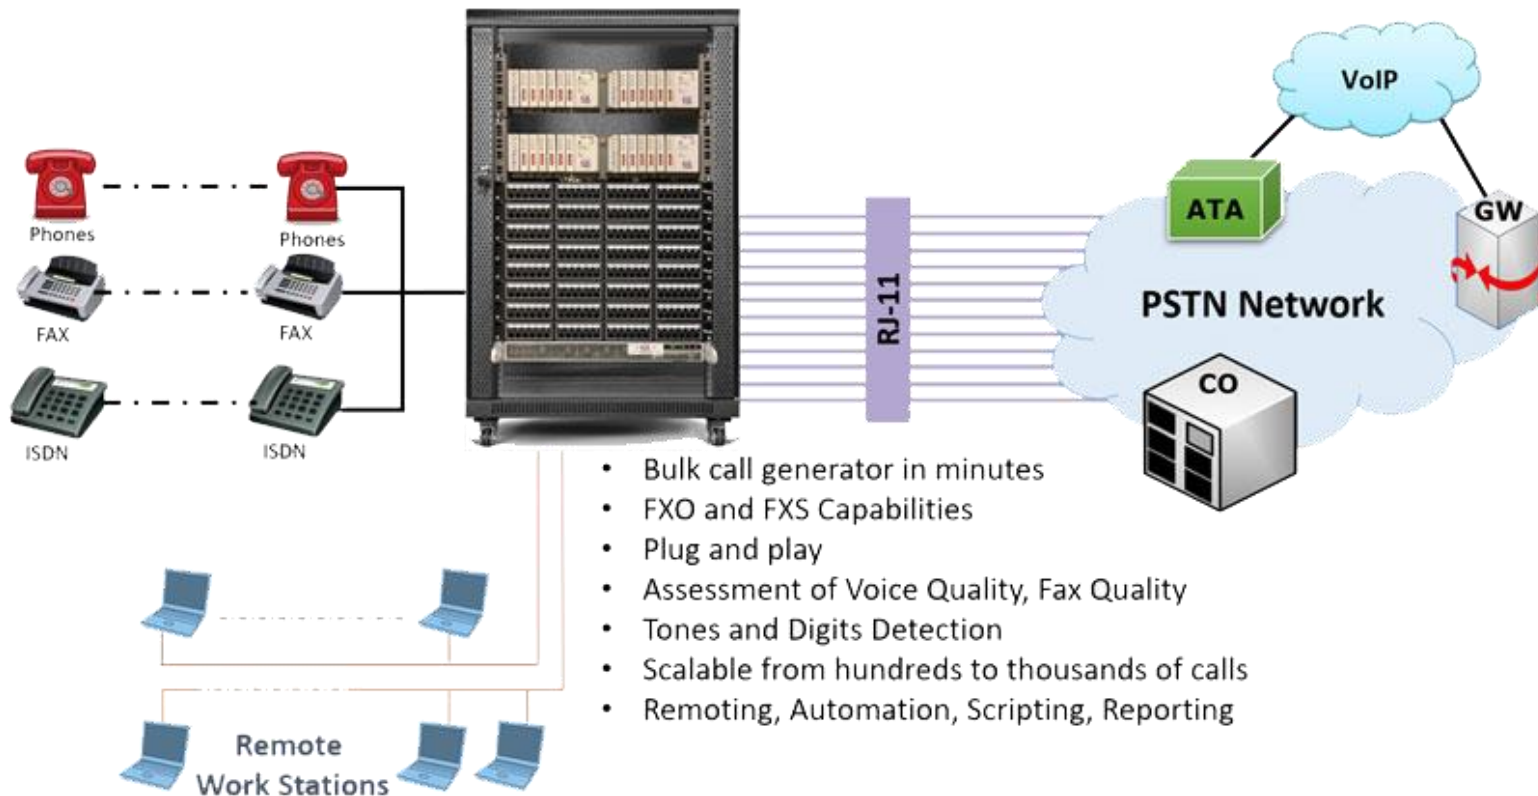 VoIP
ATA
GW
Phones
Phones
FAX
FAX
ISDN
ISDN
RJ-11
PSTN Network
CO
• Bulk call generator in minutes
• FXO and FXS Capabilities
• Plug and play
• Assessment of Voice Quality, Fax Quality
• Tones and Digits Detection
• Scalable from hundreds to thousands of calls
• Remoting, Automation, Scripting, Reporting
Remote
Work Stations